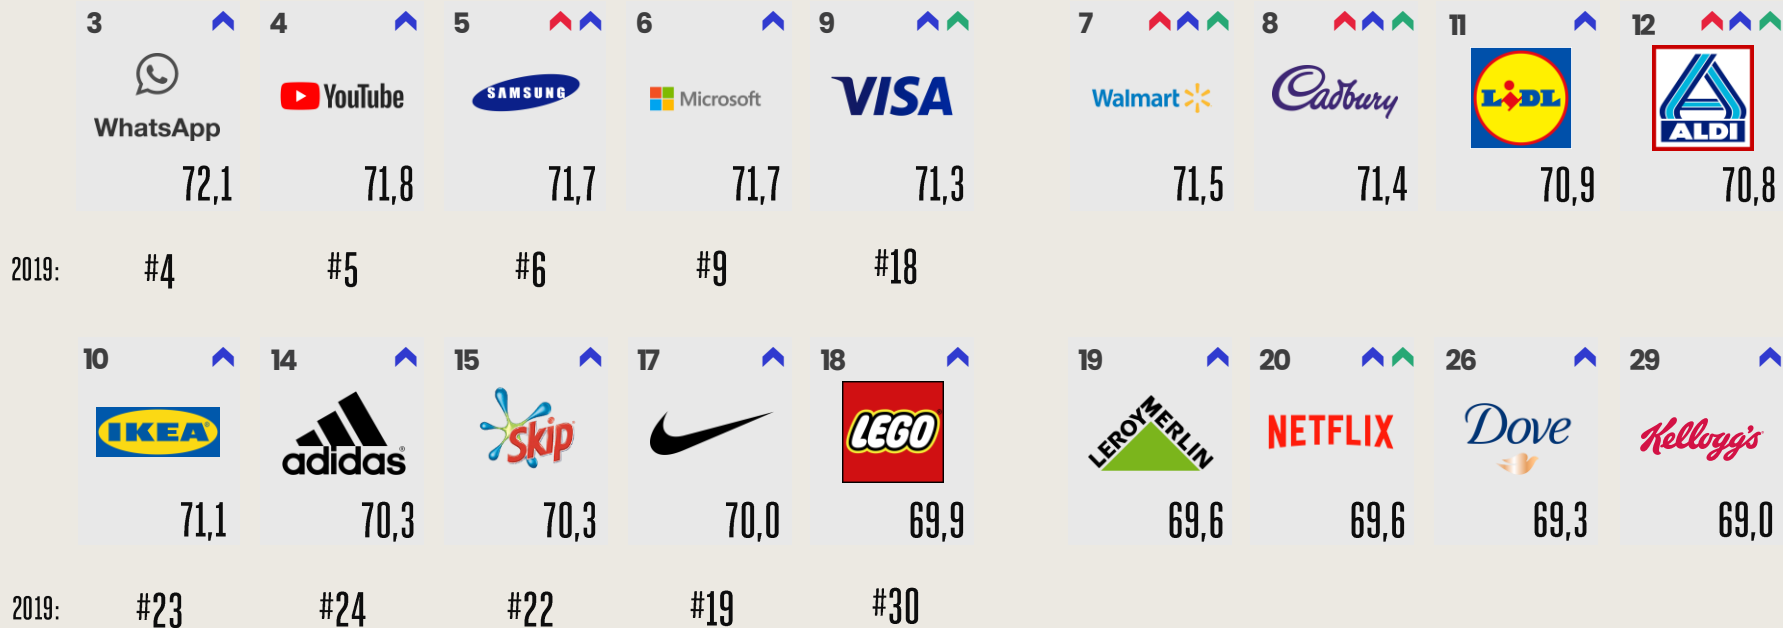 3 4 5 6 9 7 8 11 12
WhatsApp YouTube SAMSUNG Microsoft VISA Walmart Cadbury LiDL ALDI
72,1 71,8 71,7 71,7 71,3 71,5 71,4 70,9 70,8
2019: #4 #5 #6 #9 #18
10 14 15 17 18 19 20 26 29
IKEA adidas Skip LEGO LEROY MERLIN NETFLIX Dove Kellogg's
71,1 70,3 70,3 70,0 69,9 69,6 69,6 69,3 69,0
2019: #23 #24 #22 #19 #30